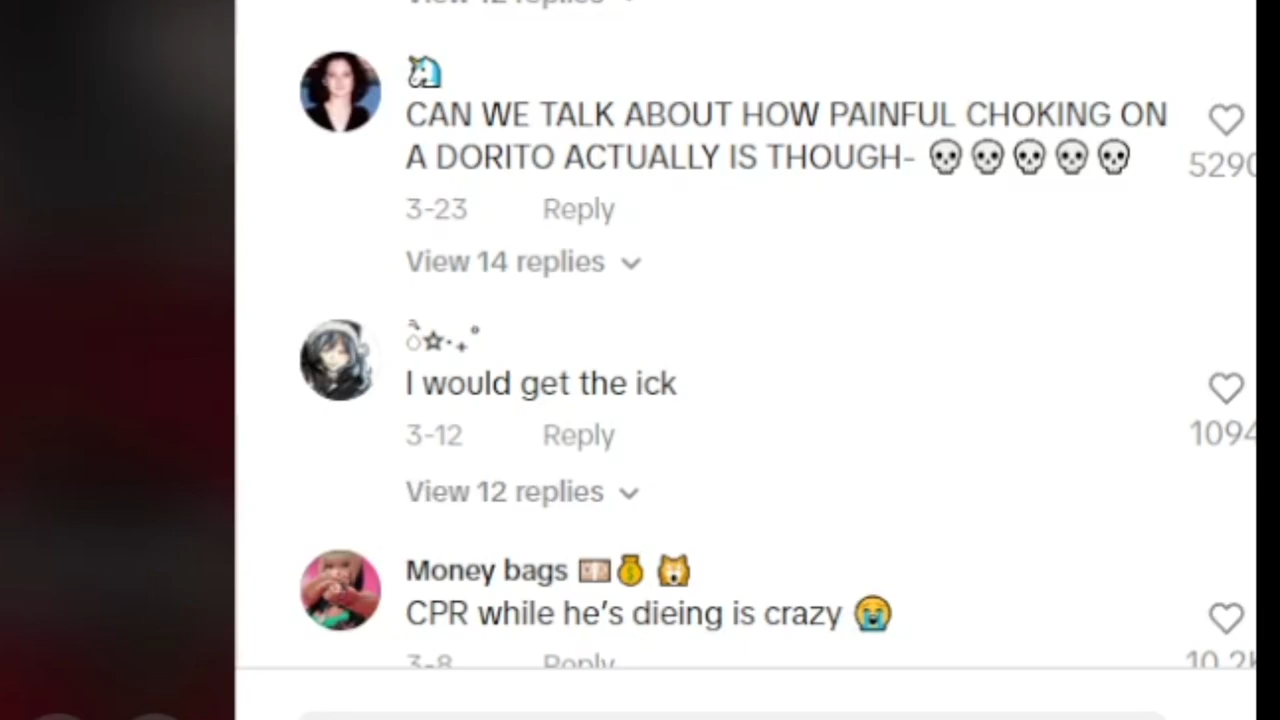 View 12 replies
🦄
CAN WE TALK ABOUT HOW PAINFUL CHOKING ON
A DORITO ACTUALLY IS THOUGH- 💀💀💀💀💀
5290
3-23 Reply
View 14 replies
I would get the ick
1094
3-12 Reply
View 12 replies
Money bags 💵💰🙀
CPR while he's dieing is crazy 😭
3-8 Reply
10.2K